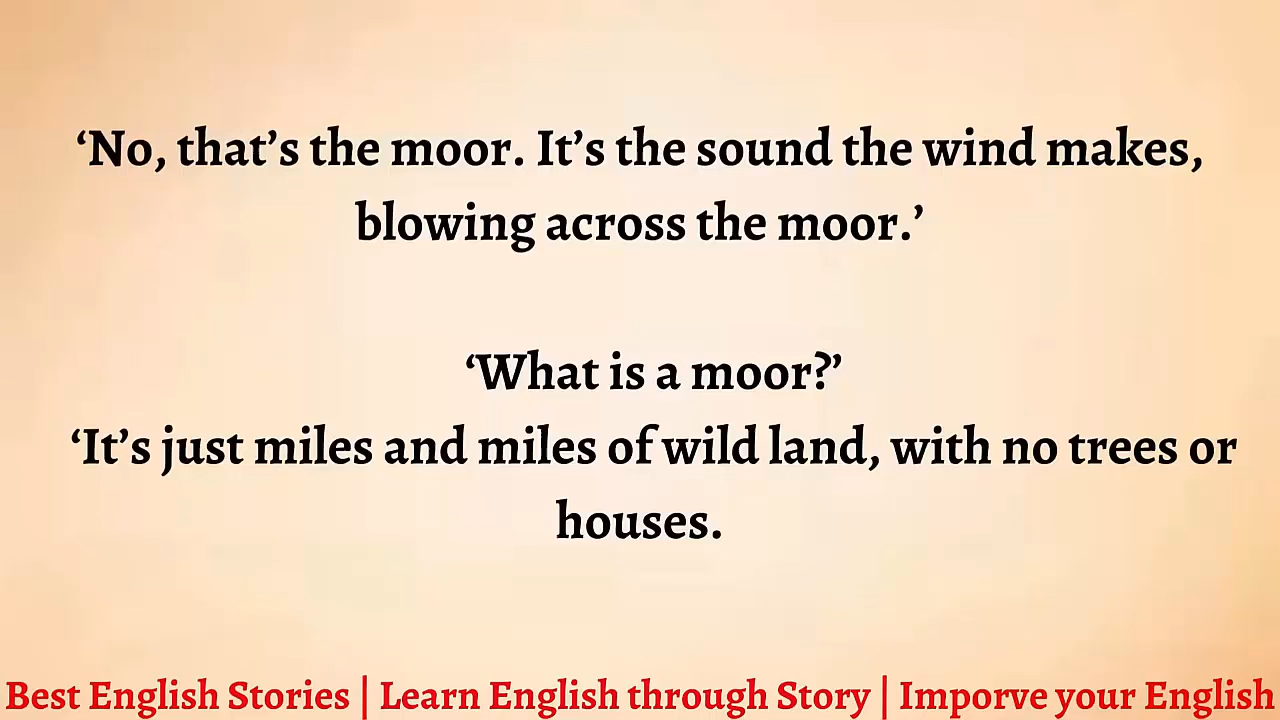 ‘No, that’s the moor. It’s the sound the wind makes,
blowing across the moor.’
‘What is a moor?’
‘It’s just miles and miles of wild land, with no trees or
houses.
Best English Stories | Learn English through Story | Imporve your English